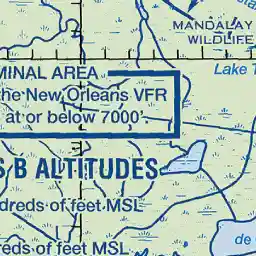 MANDALAY
WILDLIFE
MINAL AREA
Lake T
the New Orleans VFR
at or below 7000'.
S B ALTITUDES
dreds of feet MSL
de
reds of feet MSL